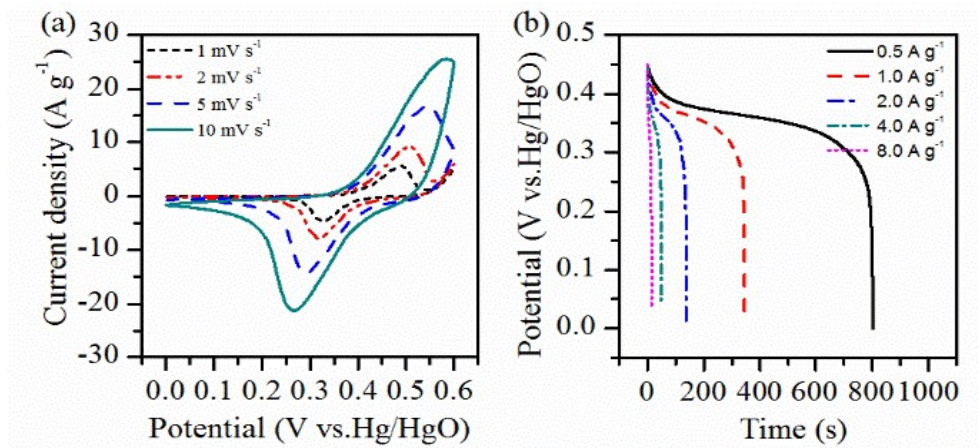 (a)
30
20
10
0
-10
-20
-30
Current density (A g-1)
1 mV s-1
2 mV s-1
5 mV s-1
10 mV s-1
0.0 0.1 0.2 0.3 0.4 0.5 0.6
Potential (V vs.Hg/HgO)
(b)
0.5
0.4
0.3
0.2
0.1
0.0
Potential (V vs.Hg/HgO)
0.5 A g-1
1.0 A g-1
2.0 A g-1
4.0 A g-1
8.0 A g-1
0 200 400 600 800 1000
Time (s)